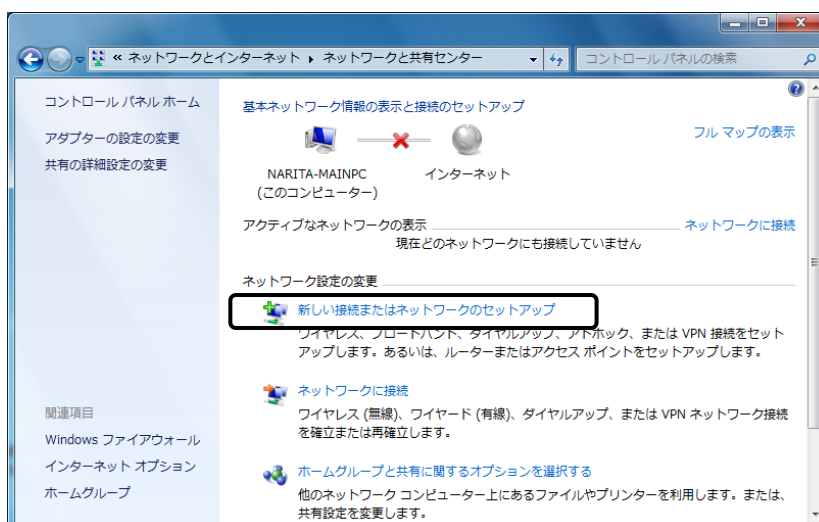 « ネットワークとインターネット ▸ ネットワークと共有センター
コントロール パネルの検索
コントロール パネル ホーム
アダプターの設定の変更
共有の詳細設定の変更
基本ネットワーク情報の表示と接続のセットアップ
フル マップの表示
NARITA-MAINPC
(このコンピューター)
インターネット
アクティブなネットワークの表示
ネットワークに接続
現在どのネットワークにも接続していません
ネットワーク設定の変更
新しい接続またはネットワークのセットアップ
ワイヤレス、ブロードバンド、ダイヤルアップ、アドホック、または VPN 接続をセット
アップします。あるいは、ルーターまたはアクセス ポイントをセットアップします。
ネットワークに接続
ワイヤレス (無線)、ワイヤード (有線)、ダイヤルアップ、または VPN ネットワーク接続
を確立または再確立します。
ホームグループと共有に関するオプションを選択する
他のネットワーク コンピューター上にあるファイルやプリンターを利用します。または、
共有設定を変更します。
関連項目
Windows ファイアウォール
インターネット オプション
ホームグループ